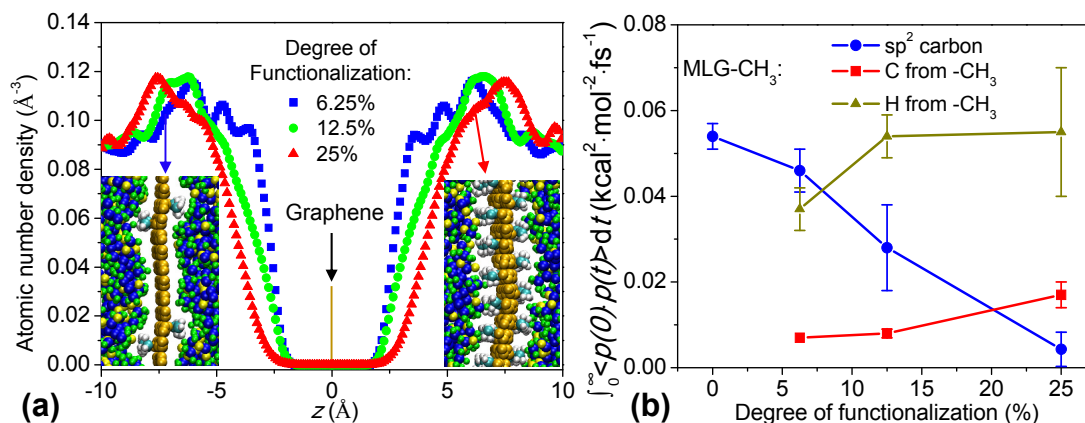 0.14
0.12
0.10
0.08
0.06
0.04
0.02
0.00
Atomic number density (Å⁻³)
Degree of
Functionalization:
6.25%
12.5%
25%
Graphene
-10
-5
0
5
10
z (Å)
(a)
0.08
0.06
0.04
0.02
0.00
∫₀^∞<p(0)·p(t)>dt (kcal²·mol⁻²·fs⁻¹)
MLG-CH₃:
sp² carbon
C from -CH₃
H from -CH₃
0
5
10
15
20
25
Degree of functionalization (%)
(b)